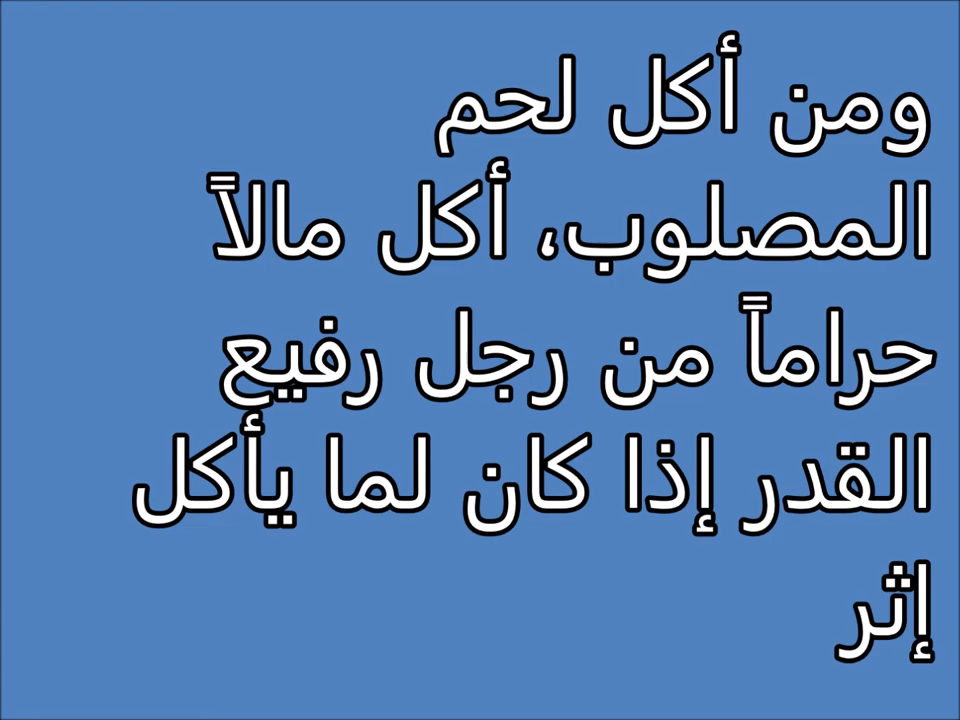 ومن أكل لحم
المصلوب، أكل مالاً
حراماً من رجل رفيع
القدر إذا كان لما يأكل
إثر